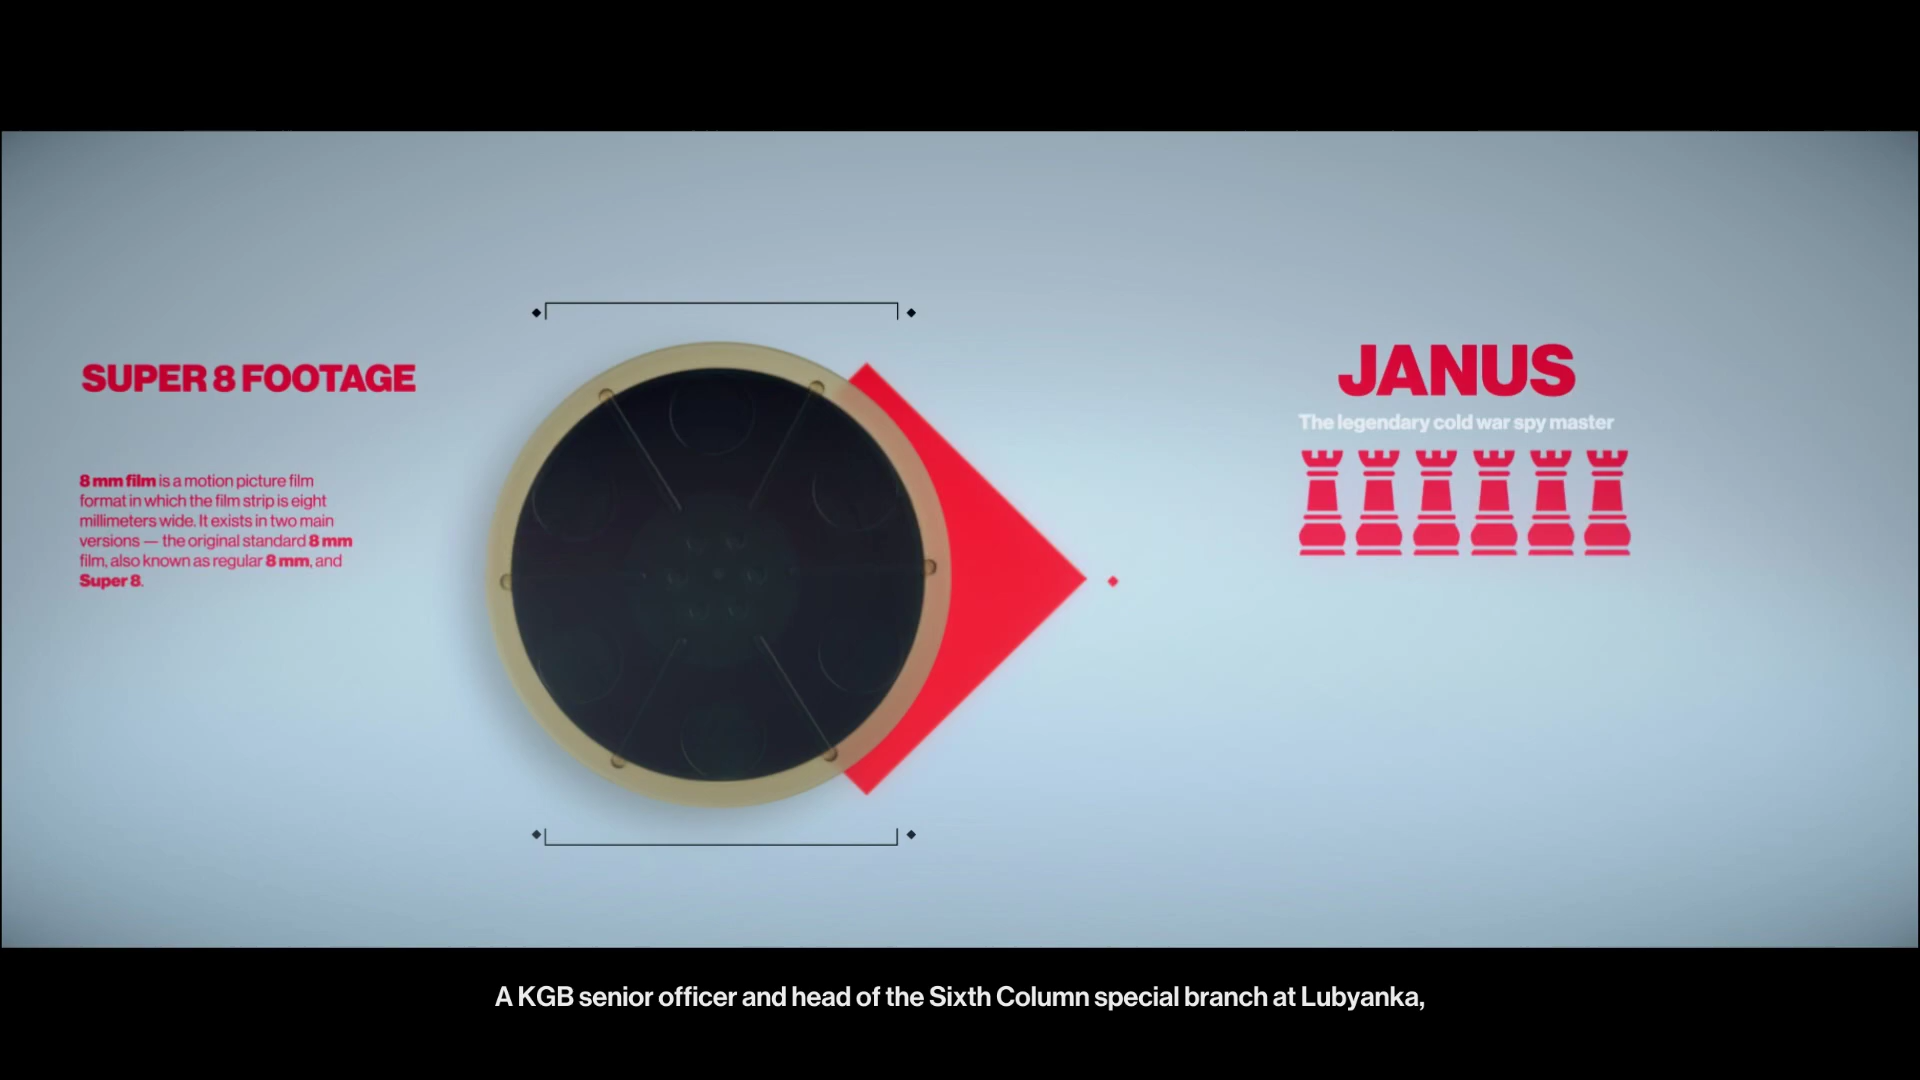 SUPER 8 FOOTAGE
8 mm film is a motion picture film
format in which the film strip is eight
millimeters wide. It exists in two main
versions — the original standard 8 mm
film, also known as regular 8 mm, and
Super 8.
JANUS
The legendary cold war spy master
A KGB senior officer and head of the Sixth Column special branch at Lubyanka,